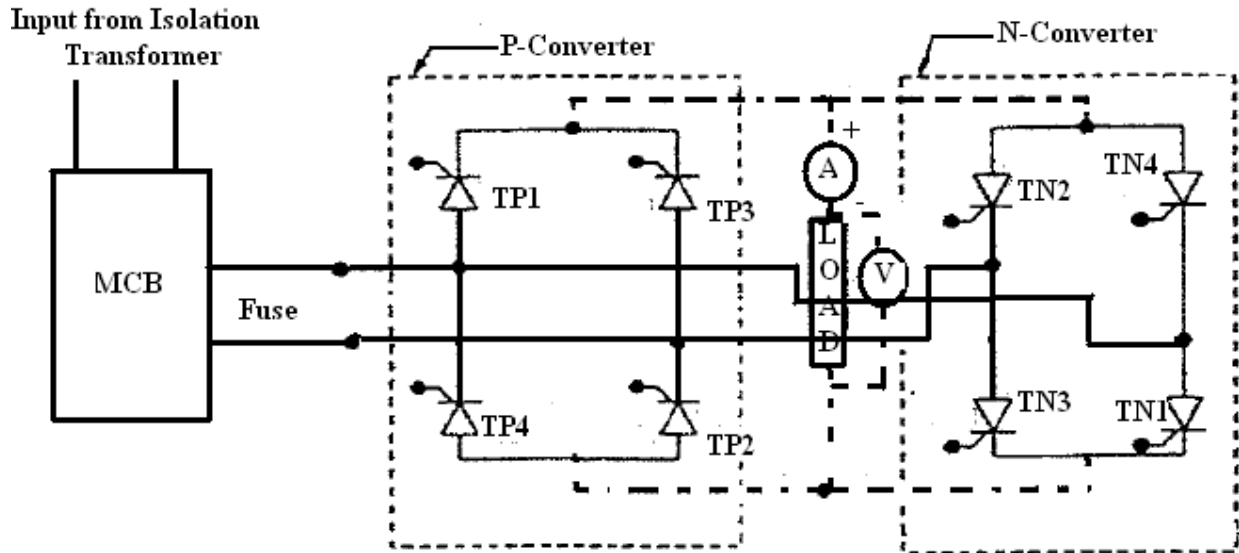 Input from Isolation
Transformer
P-Converter
N-Converter
MCB
Fuse
TP1
TP3
TP4
TP2
+
A
-
L
O
A
D
V
TN2
TN4
TN3
TN1